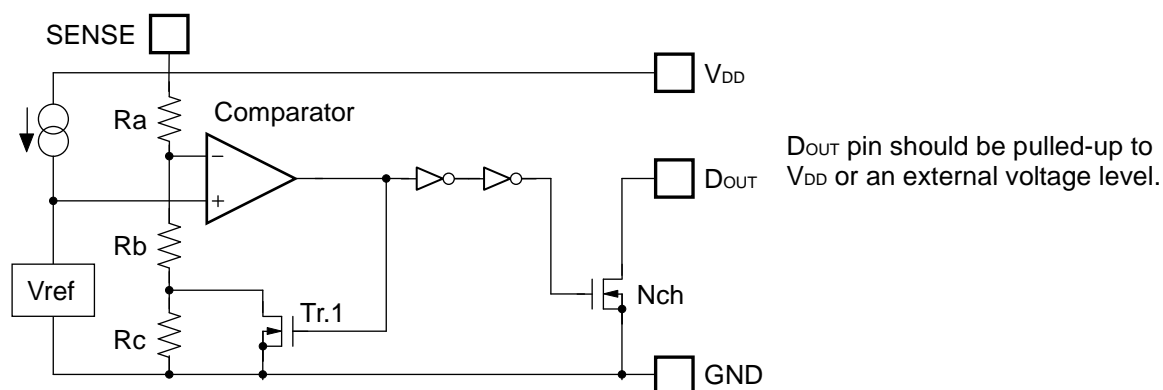 SENSE
VDD
Ra
Comparator
−
+
DOUT
DOUT pin should be pulled-up to
VDD or an external voltage level.
Rb
Vref
Nch
Tr.1
Rc
GND